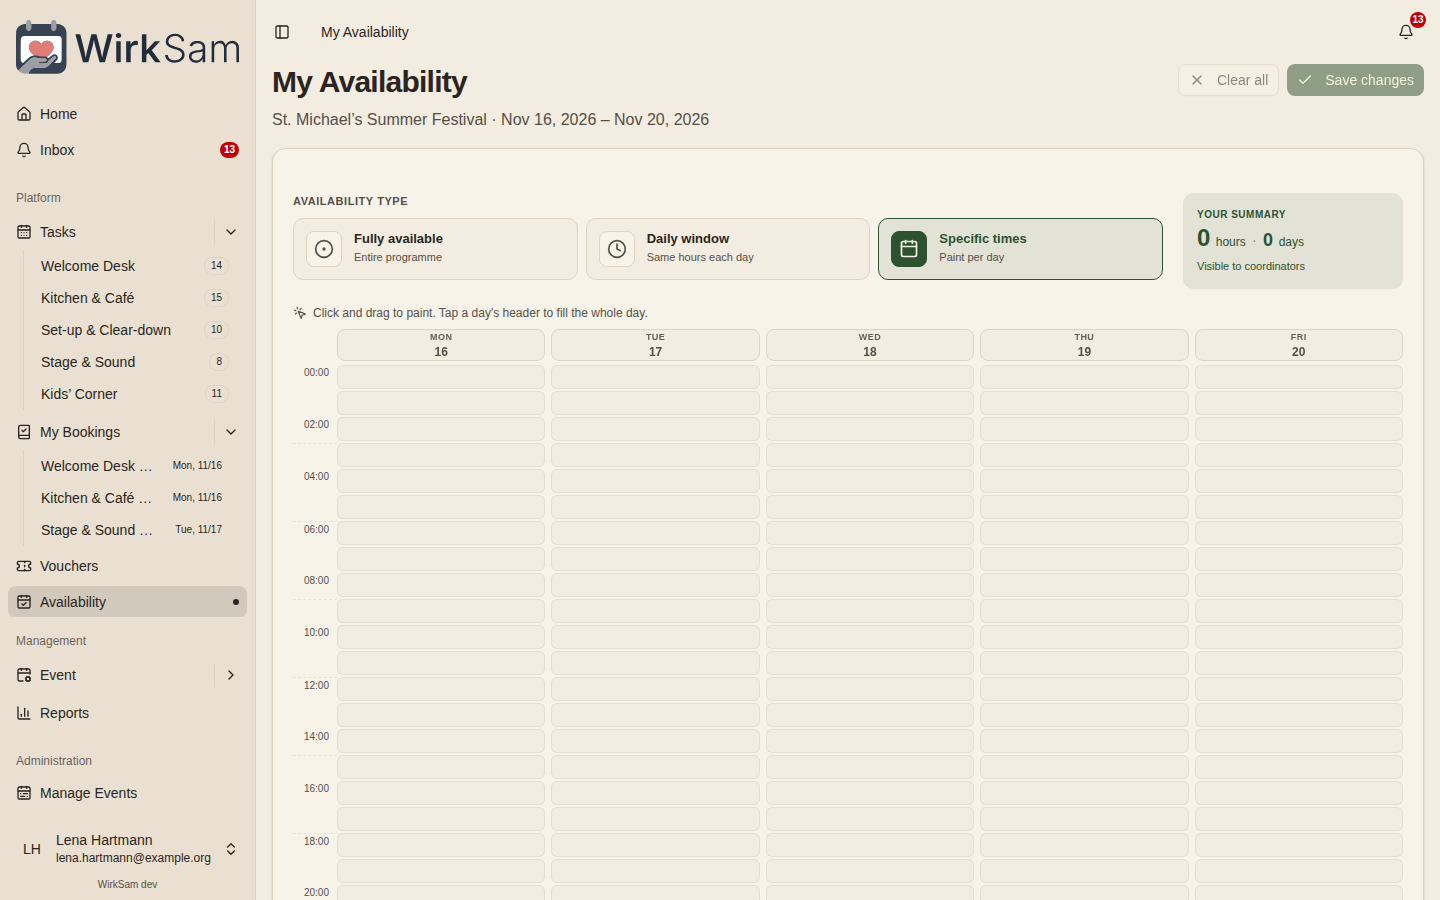 WirkSam
Home
Inbox 13
Platform
Tasks
Welcome Desk 14
Kitchen & Café 15
Set-up & Clear-down 10
Stage & Sound 8
Kids’ Corner 11
My Bookings
Welcome Desk … Mon, 11/16
Kitchen & Café … Mon, 11/16
Stage & Sound … Tue, 11/17
Vouchers
Availability
Management
Event
Reports
Administration
Manage Events
LH
Lena Hartmann
lena.hartmann@example.org
WirkSam dev
My Availability
13
My Availability
Clear all
Save changes
St. Michael’s Summer Festival · Nov 16, 2026 – Nov 20, 2026
AVAILABILITY TYPE
Fully available
Entire programme
Daily window
Same hours each day
Specific times
Paint per day
YOUR SUMMARY
0 hours · 0 days
Visible to coordinators
Click and drag to paint. Tap a day's header to fill the whole day.
MON TUE WED THU FRI
16 17 18 19 20
00:00
02:00
04:00
06:00
08:00
10:00
12:00
14:00
16:00
18:00
20:00